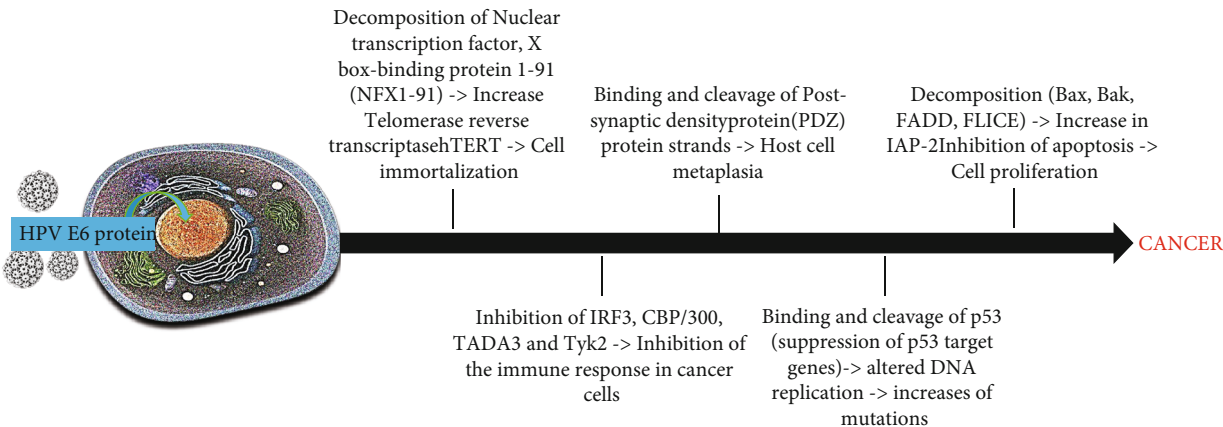 Decomposition of Nuclear
transcription factor, X
box-binding protein 1-91
(NFX1-91) -> Increase
Telomerase reverse
transcriptasehTERT -> Cell
immortalization
Binding and cleavage of Post-
synaptic densityprotein(PDZ)
protein strands -> Host cell
metaplasia
Decomposition (Bax, Bak,
FADD, FLICE) -> Increase in
IAP-2Inhibition of apoptosis ->
Cell proliferation
HPV E6 protein
CANCER
Inhibition of IRF3, CBP/300,
TADA3 and Tyk2 -> Inhibition of
the immune response in cancer
cells
Binding and cleavage of p53
(suppression of p53 target
genes)-> altered DNA
replication -> increases of
mutations